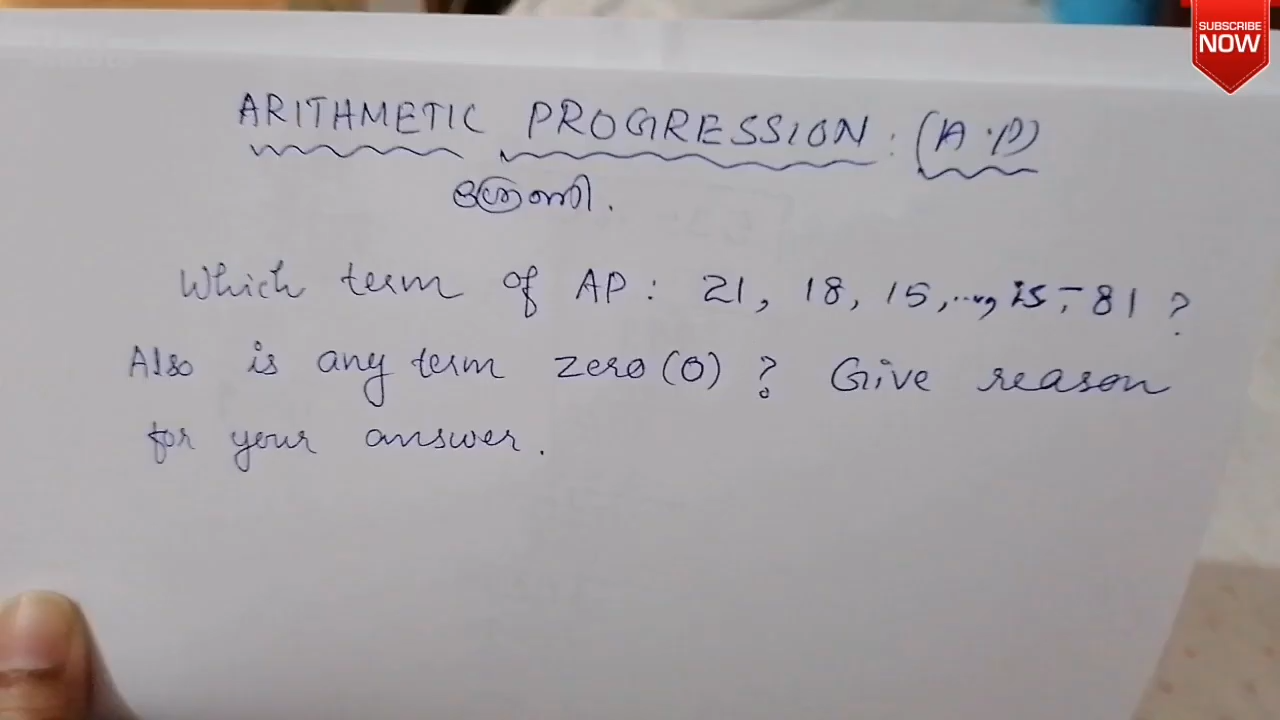 SUBSCRIBE
NOW
ARITHMETIC PROGRESSION : (A.P)
ശ്രേണി.
Which term of AP : 21, 18, 15, ..., is, -81 ?
Also is any term zero (0) ? Give reason
for your answer.